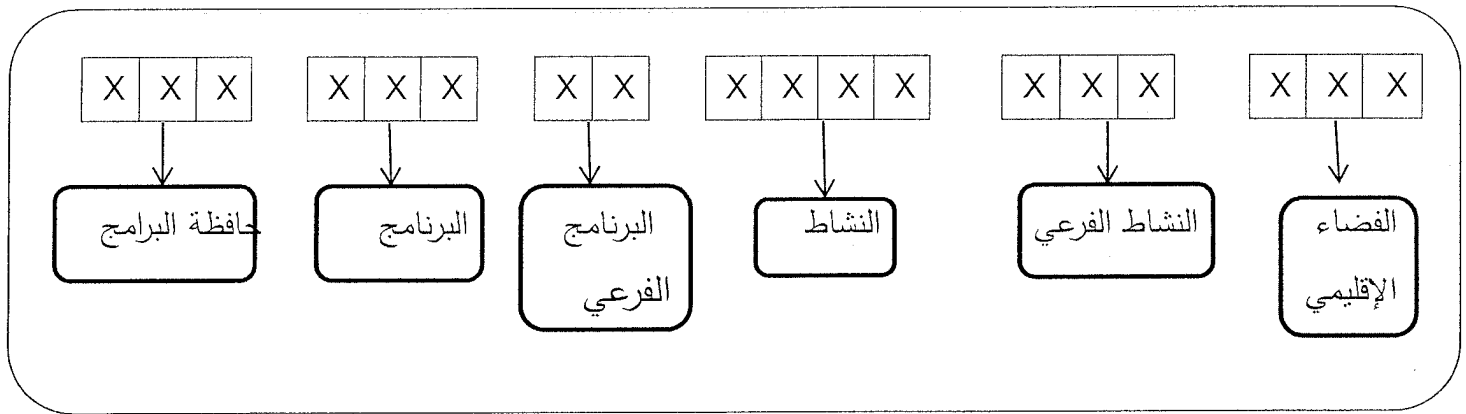 X X X
X X X
X X
X X X X
X X X
X X X
حافظة البرامج
البرنامج
البرنامج
الفرعي
النشاط
النشاط الفرعي
الفضاء
الإقليمي